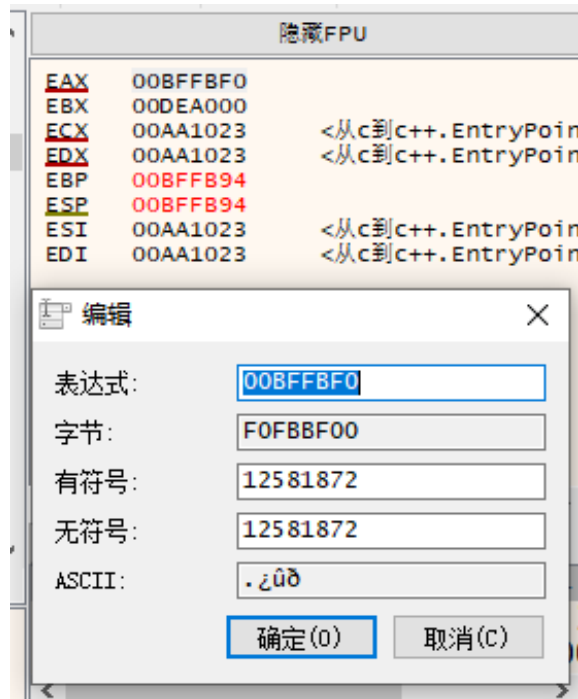 隐藏FPU
EAX 00BFFBF0
EBX 00DEA000
ECX 00AA1023 <从c到c++.EntryPoin
EDX 00AA1023 <从c到c++.EntryPoin
EBP 00BFFB94
ESP 00BFFB94
ESI 00AA1023 <从c到c++.EntryPoin
EDI 00AA1023 <从c到c++.EntryPoin
编辑
表达式: 00BFFBF0
字节: F0FBBF00
有符号: 12581872
无符号: 12581872
ASCII: .¿ûð
确定(O) 取消(C)